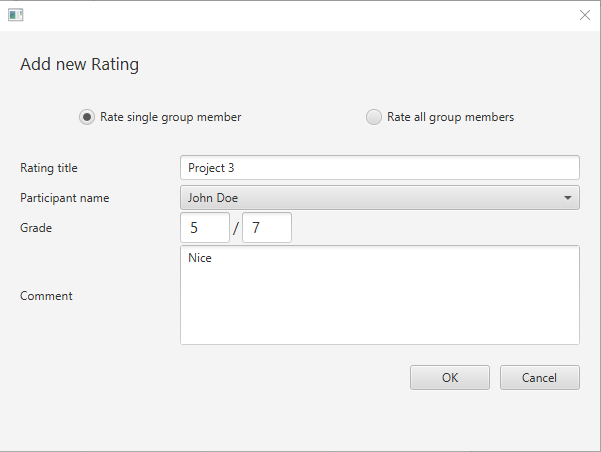 Add new Rating
Rate single group member Rate all group members
Rating title Project 3
Participant name John Doe
Grade 5 / 7
Nice
Comment
OK Cancel